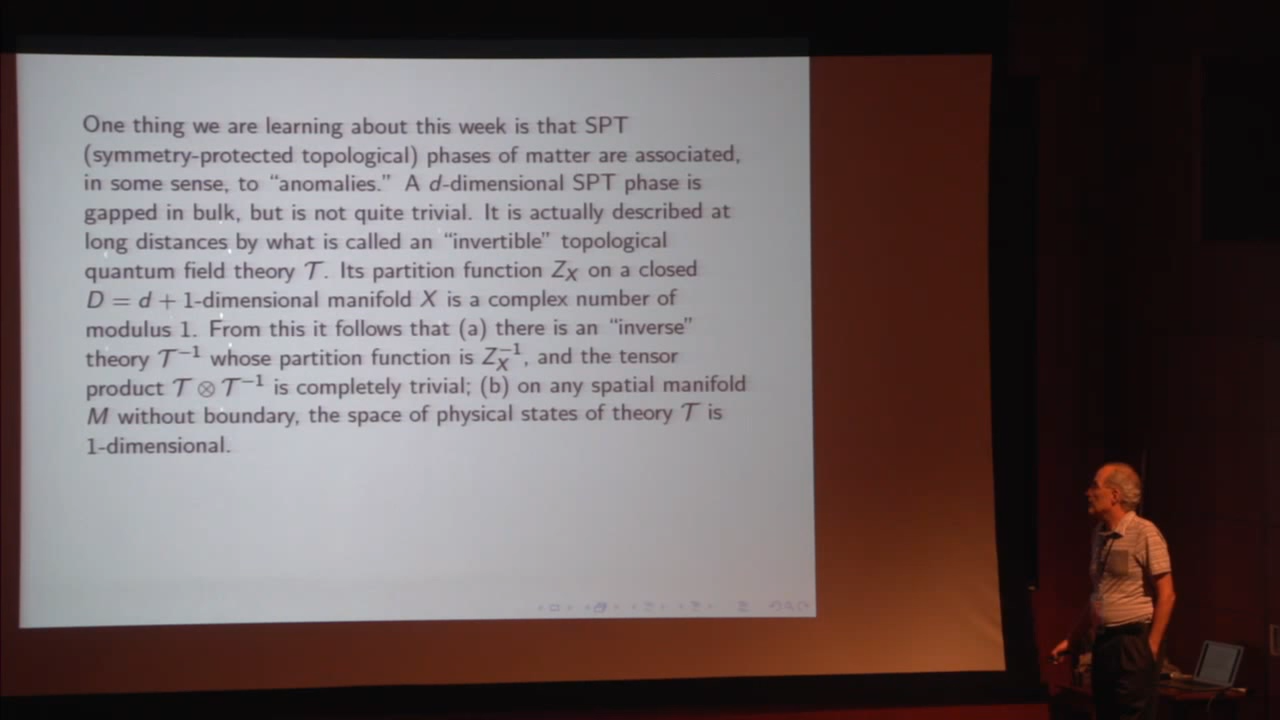 One thing we are learning about this week is that SPT
(symmetry-protected topological) phases of matter are associated,
in some sense, to “anomalies.” A d-dimensional SPT phase is
gapped in bulk, but is not quite trivial. It is actually described at
long distances by what is called an “invertible” topological
quantum field theory 𝒯. Its partition function Z_X on a closed
D = d + 1-dimensional manifold X is a complex number of
modulus 1. From this it follows that (a) there is an “inverse”
theory 𝒯⁻¹ whose partition function is Z_X⁻¹, and the tensor
product 𝒯 ⊗ 𝒯⁻¹ is completely trivial; (b) on any spatial manifold
M without boundary, the space of physical states of theory 𝒯 is
1-dimensional.